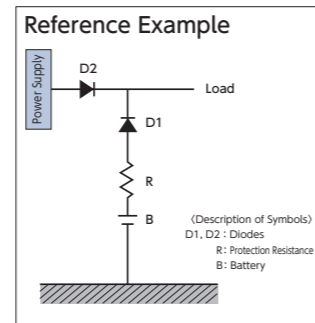 Reference Example
Power Supply
D2
Load
D1
R
B
〈Description of Symbols〉
D1, D2 : Diodes
R : Protection Resistance
B : Battery